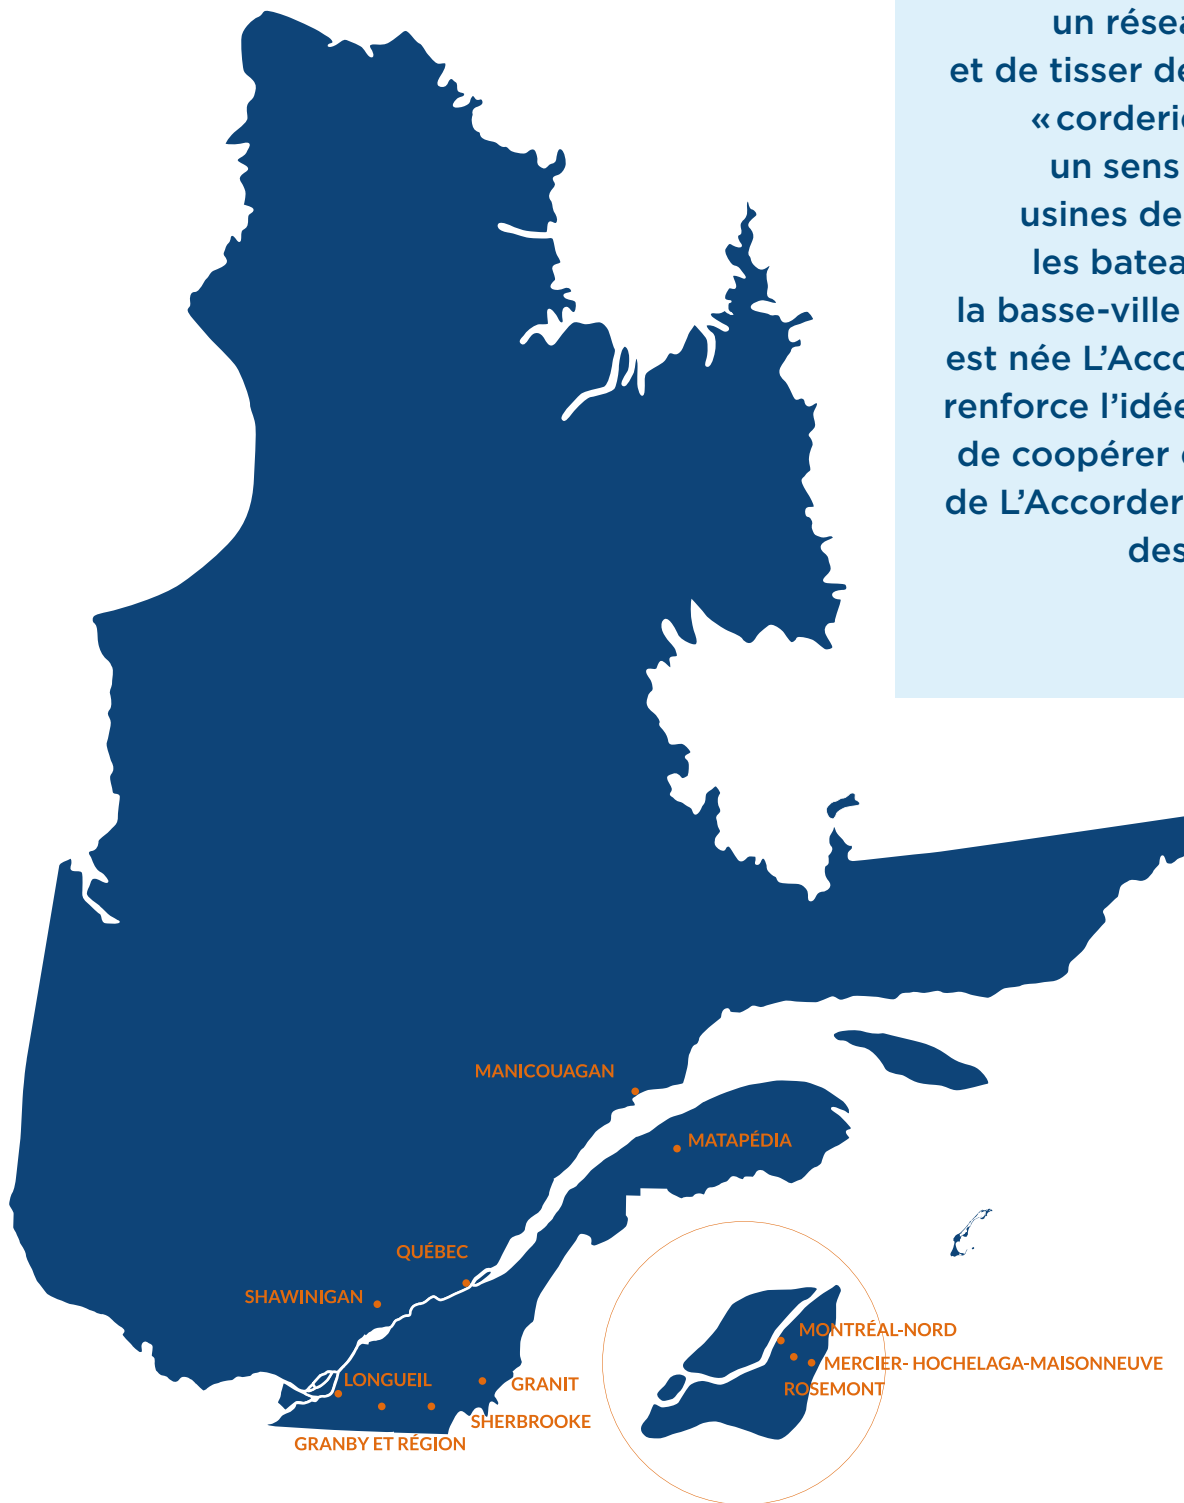 un résea
et de tisser de
« corderie
un sens
usines de
les batea
la basse-ville
est née L’Acco
renforce l’idée
de coopérer
de L’Accorder
des
MANICOUAGAN
MATAPÉDIA
QUÉBEC
SHAWINIGAN
MONTRÉAL-NORD
MERCIER- HOCHELAGA-MAISONNEUVE
ROSEMONT
LONGUEIL
GRANIT
SHERBROOKE
GRANBY ET RÉGION